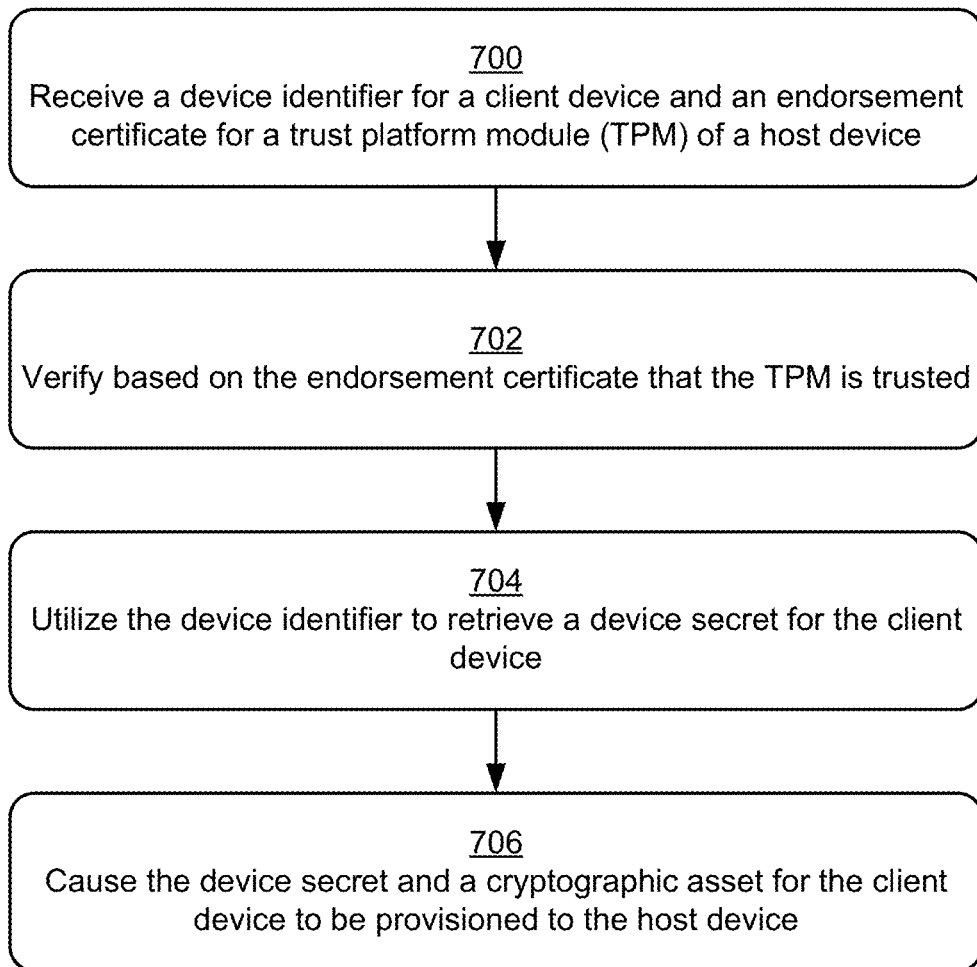 700
Receive a device identifier for a client device and an endorsement
certificate for a trust platform module (TPM) of a host device
702
Verify based on the endorsement certificate that the TPM is trusted
704
Utilize the device identifier to retrieve a device secret for the client
device
706
Cause the device secret and a cryptographic asset for the client
device to be provisioned to the host device